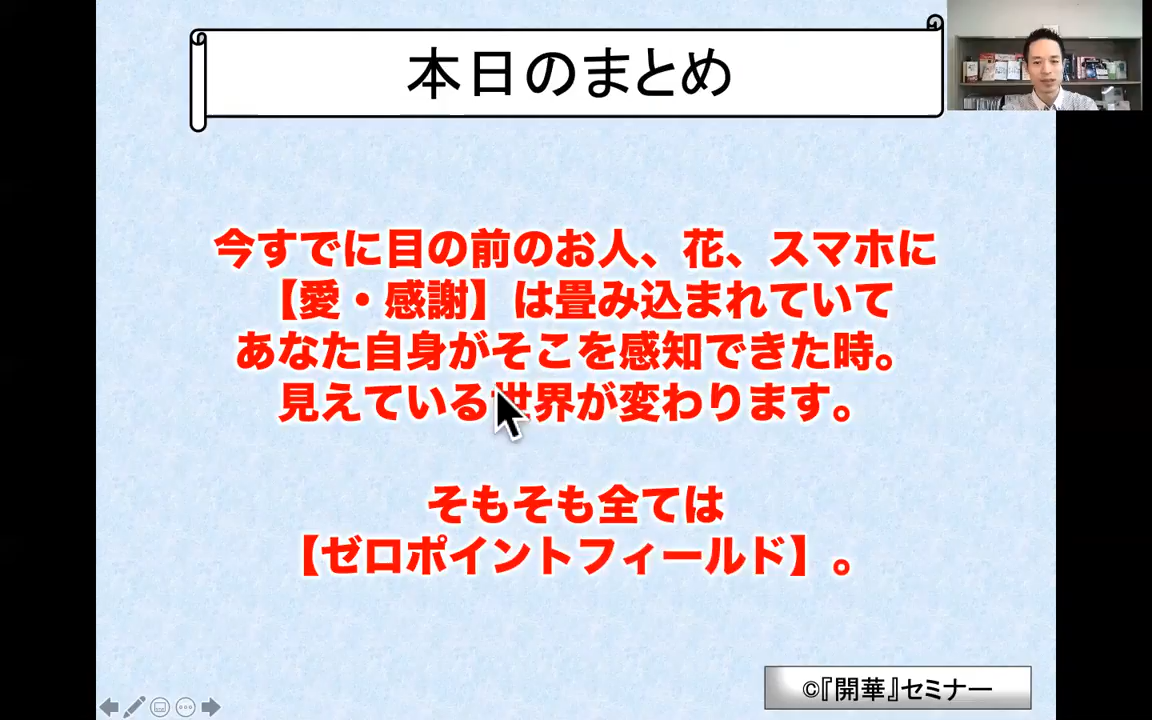 本日のまとめ
今すでに目の前のお人、花、スマホに
【愛・感謝】は畳み込まれていて
あなた自身がそこを感知できた時。
見えている世界が変わります。
そもそも全ては
【ゼロポイントフィールド】。
©『開華』セミナー